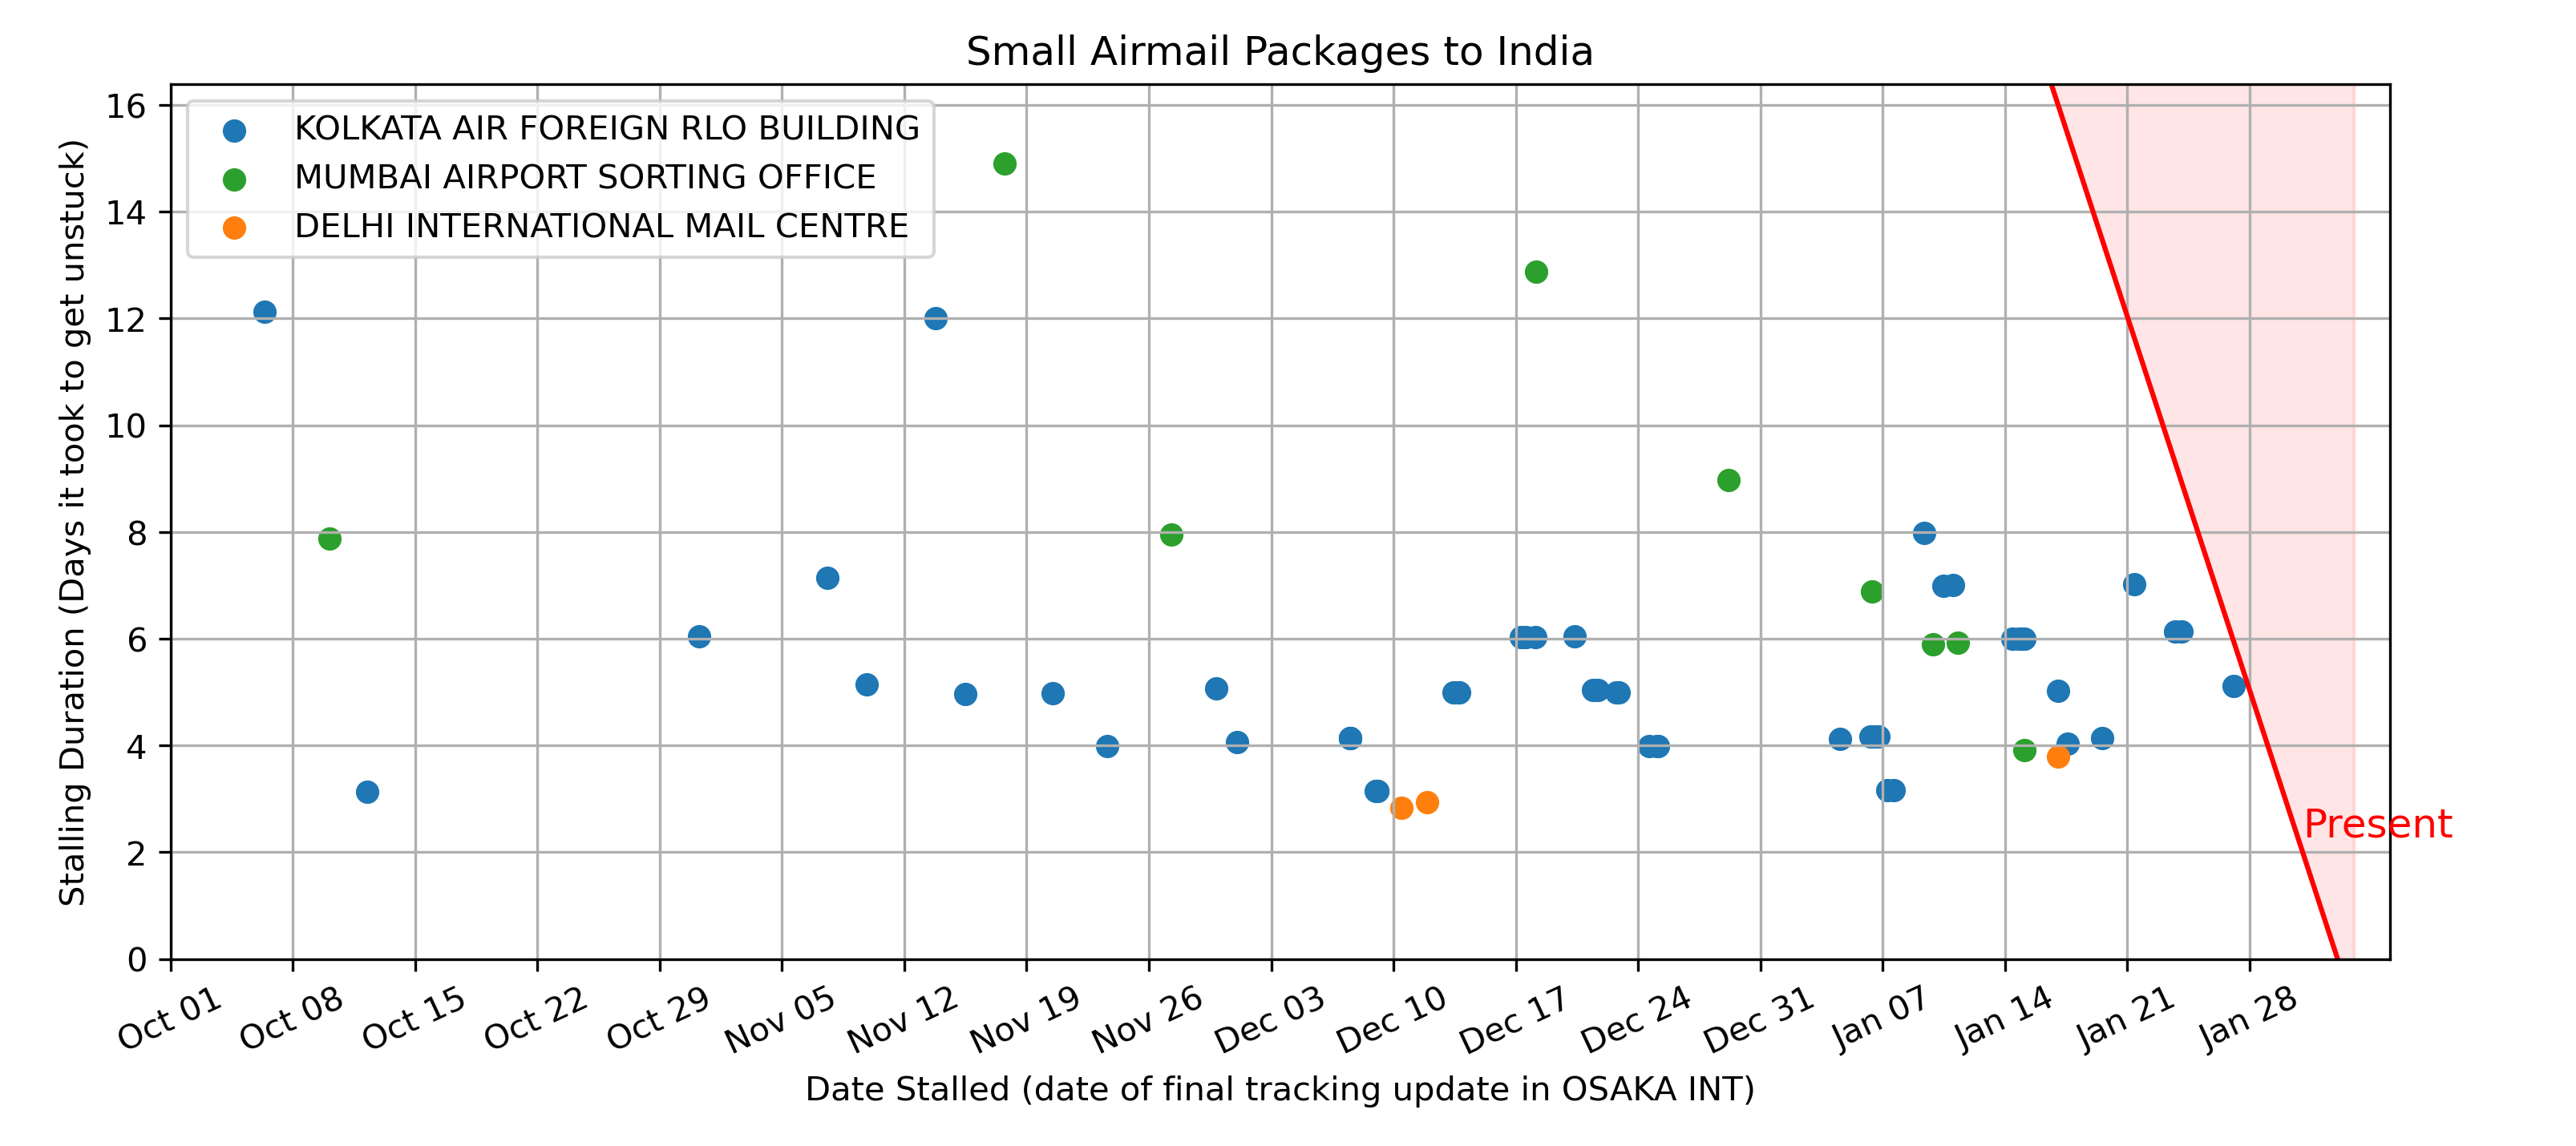 Small Airmail Packages to India
KOLKATA AIR FOREIGN RLO BUILDING
MUMBAI AIRPORT SORTING OFFICE
DELHI INTERNATIONAL MAIL CENTRE
Stalling Duration (Days it took to get unstuck)
16
14
12
10
8
6
4
2
0
Present
Oct 01
Oct 08
Oct 15
Oct 22
Oct 29
Nov 05
Nov 12
Nov 19
Nov 26
Dec 03
Dec 10
Dec 17
Dec 24
Dec 31
Jan 07
Jan 14
Jan 21
Jan 28
Date Stalled (date of final tracking update in OSAKA INT)